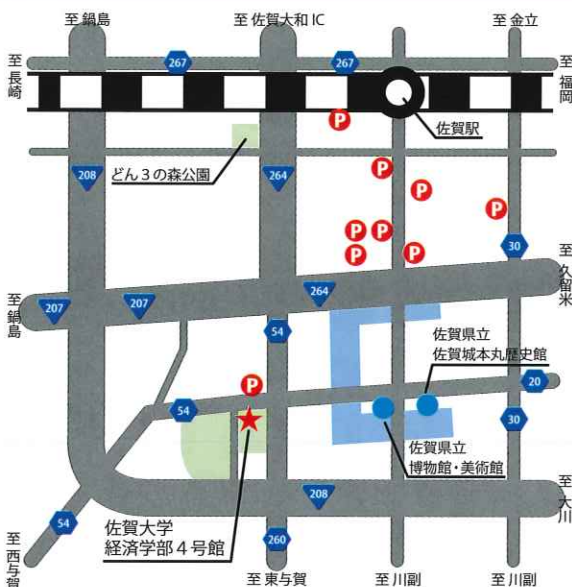 至 鍋島
至 佐賀大和 IC
至 川副
至 金立
至 長崎
267
267
至 福岡
P
佐賀駅
208
どん3の森公園
264
P
P
P
P
P
P
P
30
至 久留米
至 鍋島
207
207
264
54
佐賀県立
佐賀城本丸歴史館
P
20
54
30
佐賀県立
博物館・美術館
208
至 大川
佐賀大学
経済学部4号館
54
260
至 西与賀
至 東与賀
至 川副
至 川副